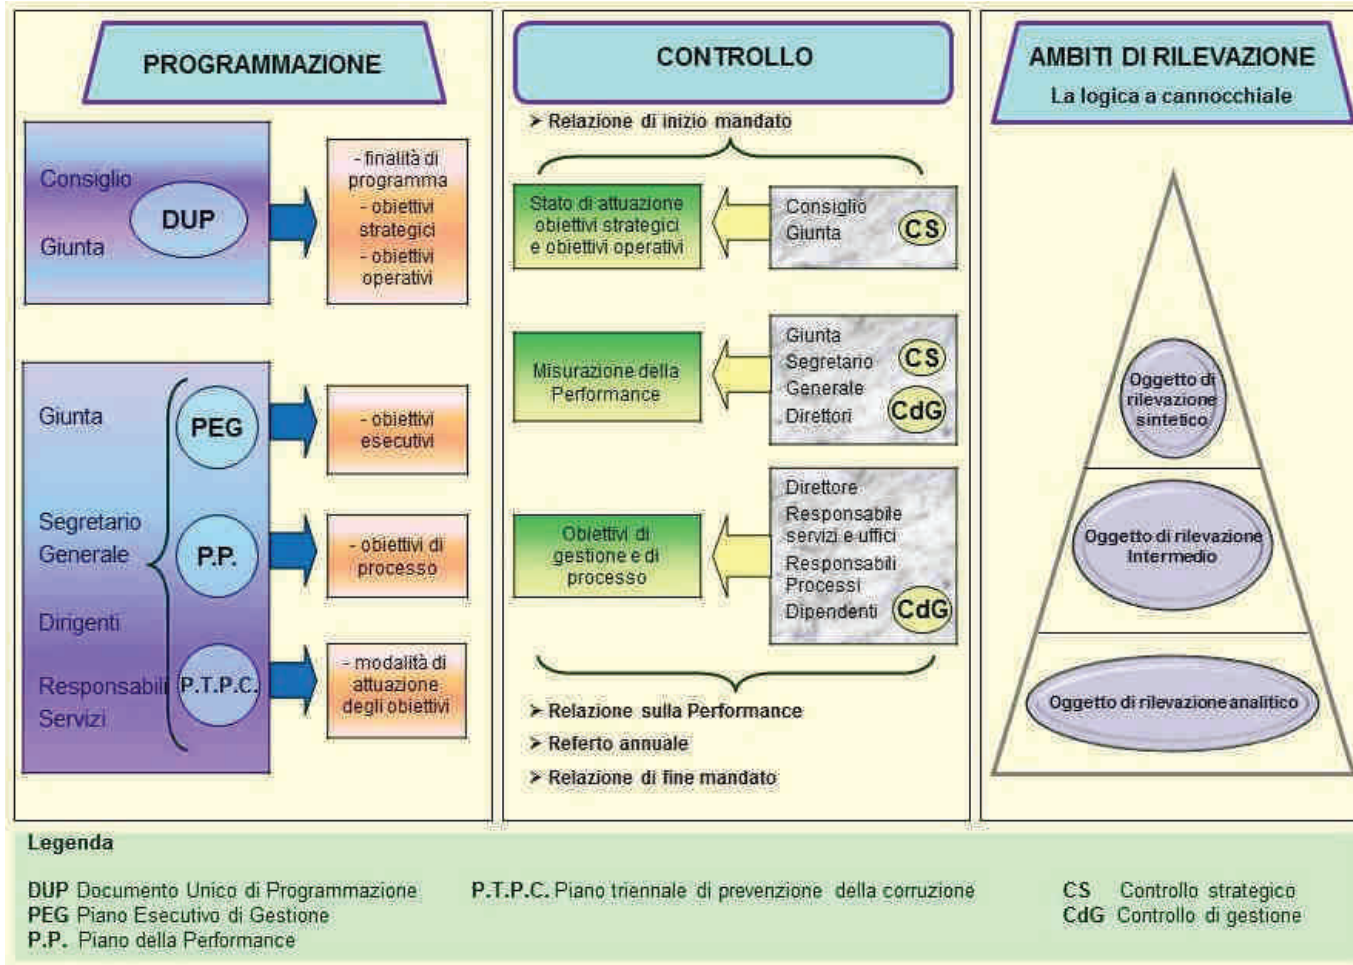 PROGRAMMAZIONE
Consiglio
DUP
Giunta
- finalità di
programma
- obiettivi
strategici
- obiettivi
operativi
Giunta
Segretario
Generale
Dirigenti
Responsabili
Servizi
PEG
P.P.
P.T.P.C.
- obiettivi
esecutivi
- obiettivi di
processo
- modalità di
attuazione
degli obiettivi
CONTROLLO
➢ Relazione di inizio mandato
Stato di attuazione
obiettivi strategici
e obiettivi operativi
Consiglio
Giunta
CS
Misurazione della
Performance
Giunta
Segretario
Generale
Direttori
CS
CdG
Obiettivi di
gestione e di
processo
Direttore
Responsabile
servizi e uffici
Responsabili
Processi
Dipendenti
CdG
➢ Relazione sulla Performance
➢ Referto annuale
➢ Relazione di fine mandato
AMBITI DI RILEVAZIONE
La logica a cannocchiale
Oggetto di
rilevazione
sintetico
Oggetto di rilevazione
Intermedio
Oggetto di rilevazione analitico
Legenda
DUP Documento Unico di Programmazione
PEG Piano Esecutivo di Gestione
P.P. Piano della Performance
P.T.P.C. Piano triennale di prevenzione della corruzione
CS Controllo strategico
CdG Controllo di gestione